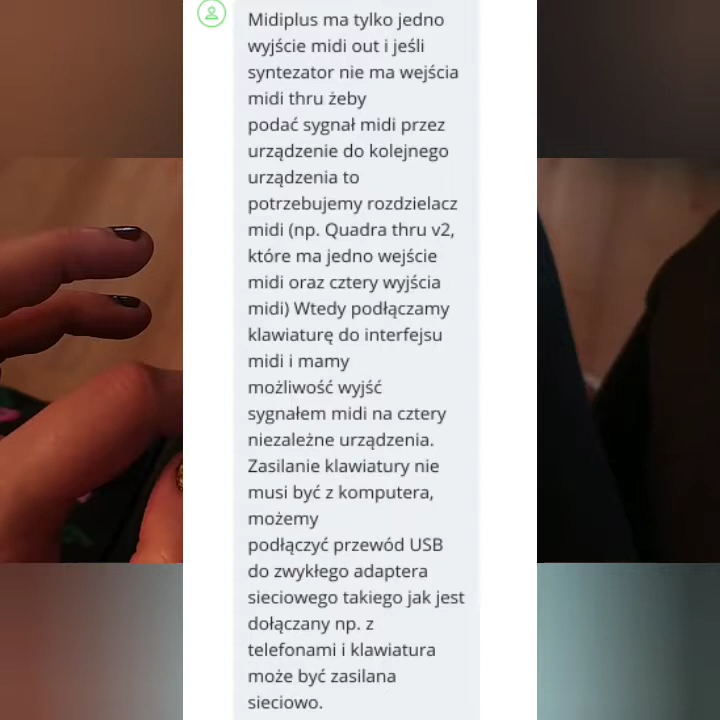 Midiplus ma tylko jedno
wyjście midi out i jeśli
syntezator nie ma wejścia
midi thru żeby
podać sygnał midi przez
urządzenie do kolejnego
urządzenia to
potrzebujemy rozdzielacz
midi (np. Quadra thru v2,
które ma jedno wejście
midi oraz cztery wyjścia
midi) Wtedy podłączamy
klawiaturę do interfejsu
midi i mamy
możliwość wyjść
sygnałem midi na cztery
niezależne urządzenia.
Zasilanie klawiatury nie
musi być z komputera,
możemy
podłączyć przewód USB
do zwykłego adaptera
sieciowego takiego jak jest
dołączany np. z
telefonami i klawiatura
może być zasilana
sieciowo.